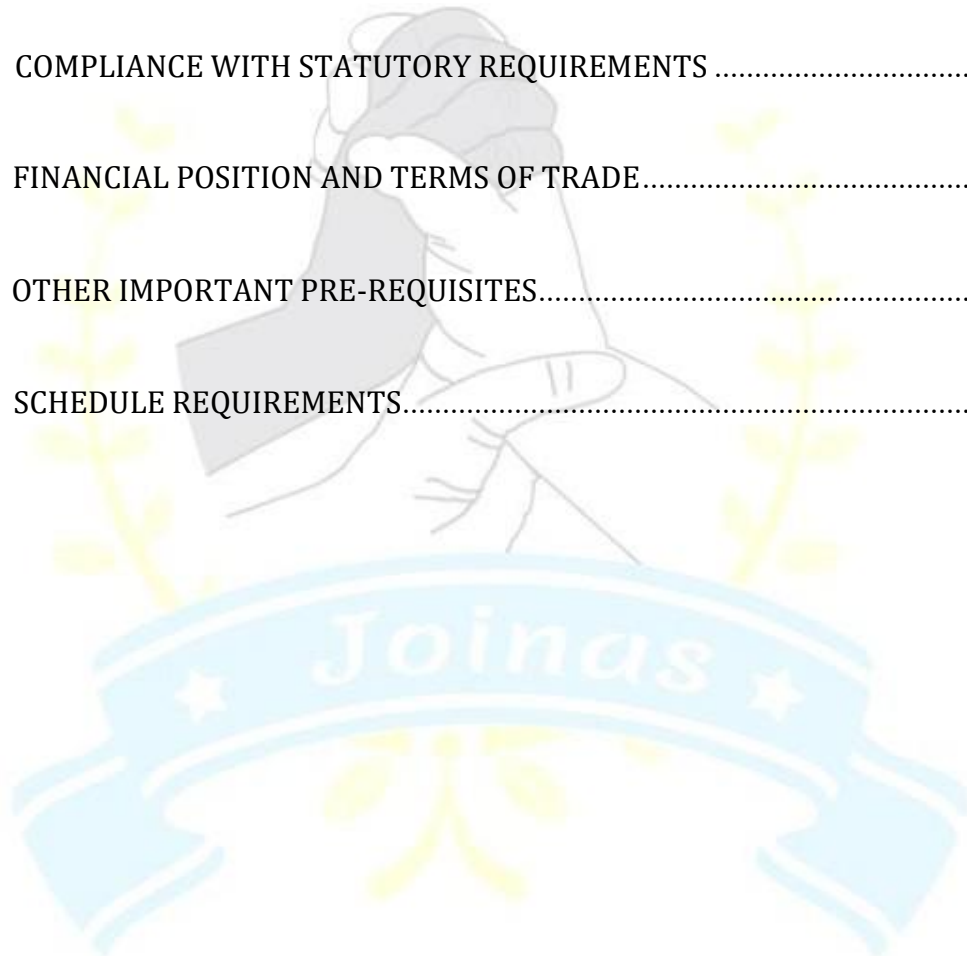 COMPLIANCE WITH STATUTORY REQUIREMENTS ................................
FINANCIAL POSITION AND TERMS OF TRADE..........................................
OTHER IMPORTANT PRE-REQUISITES.......................................................
SCHEDULE REQUIREMENTS........................................................................
Joinas